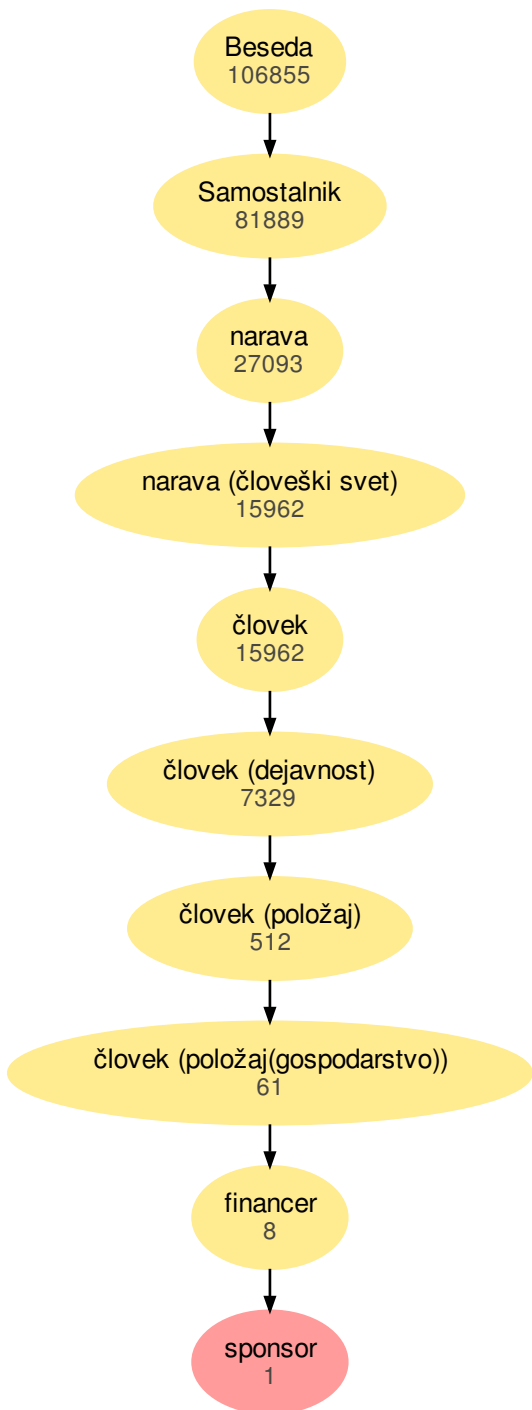 Beseda
106855
Samostalnik
81889
narava
27093
narava (človeški svet)
15962
človek
15962
človek (dejavnost)
7329
človek (položaj)
512
človek (položaj(gospodarstvo))
61
financer
8
sponsor
1